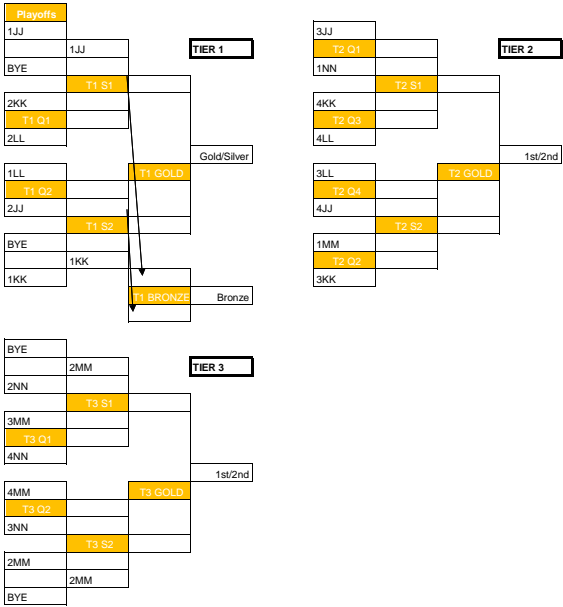 Playoffs
1JJ
1JJ
TIER 1
BYE
T1 S1
2KK
T1 Q1
2LL
Gold/Silver
1LL
T1 GOLD
T1 Q2
2JJ
T1 S2
BYE
1KK
1KK
T1 BRONZE
Bronze
3JJ
T2 Q1
TIER 2
1NN
T2 S1
4KK
T2 Q3
4LL
1st/2nd
3LL
T2 GOLD
T2 Q4
4JJ
T2 S2
1MM
T2 Q2
3KK
BYE
2MM
TIER 3
2NN
T3 S1
3MM
T3 Q1
4NN
1st/2nd
4MM
T3 GOLD
T3 Q2
3NN
T3 S2
2MM
2MM
BYE